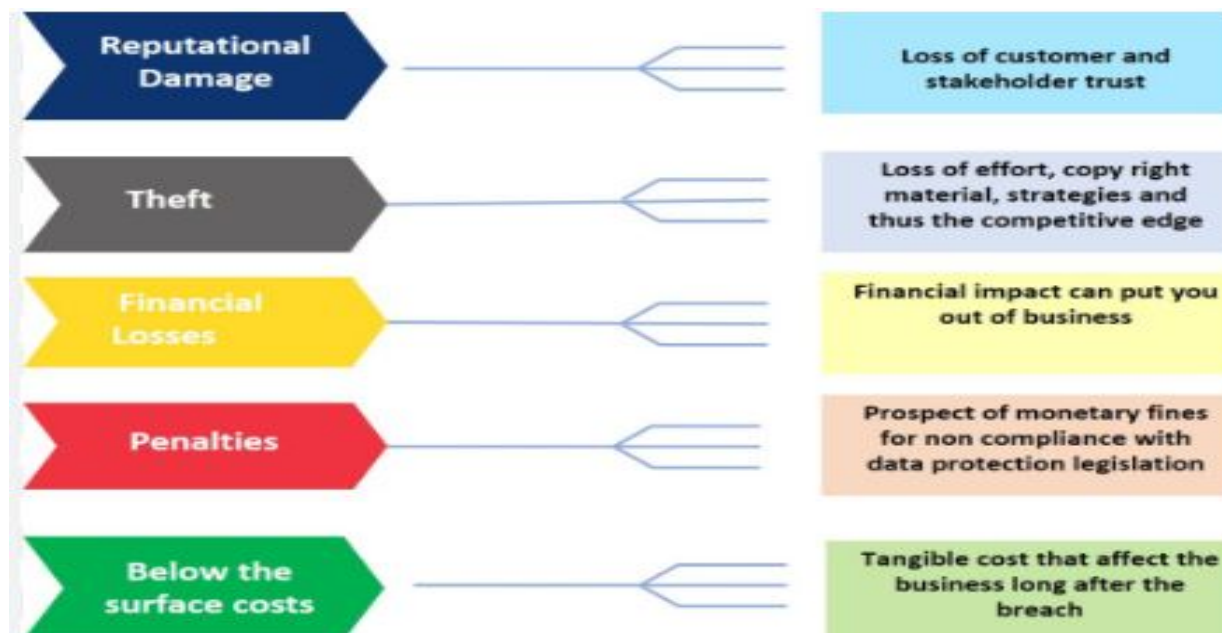 Reputational
Damage
Loss of customer and
stakeholder trust
Theft
Loss of effort, copy right
material, strategies and
thus the competitive edge
Financial
Losses
Financial impact can put you
out of business
Penalties
Prospect of monetary fines
for non compliance with
data protection legislation
Below the
surface costs
Tangible cost that affect the
business long after the
breach